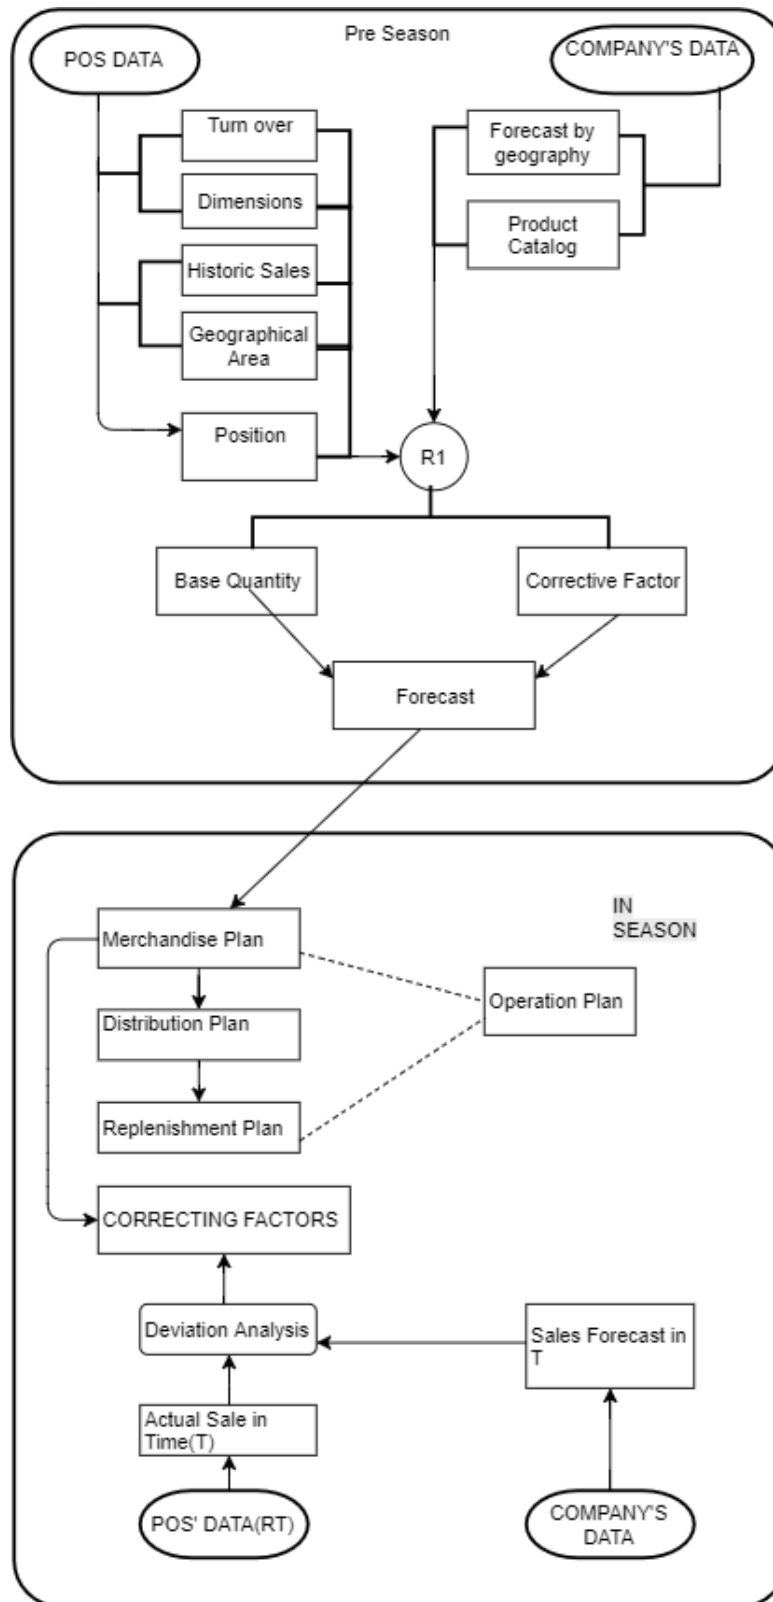 Pre Season
POS DATA
COMPANY'S DATA
Turn over
Forecast by
geography
Dimensions
Product
Catalog
Historic Sales
Geographical
Area
Position
R1
Base Quantity
Corrective Factor
Forecast
IN
SEASON
Merchandise Plan
Operation Plan
Distribution Plan
Replenishment Plan
CORRECTING FACTORS
Deviation Analysis
Sales Forecast in
T
Actual Sale in
Time(T)
POS' DATA(RT)
COMPANY'S
DATA